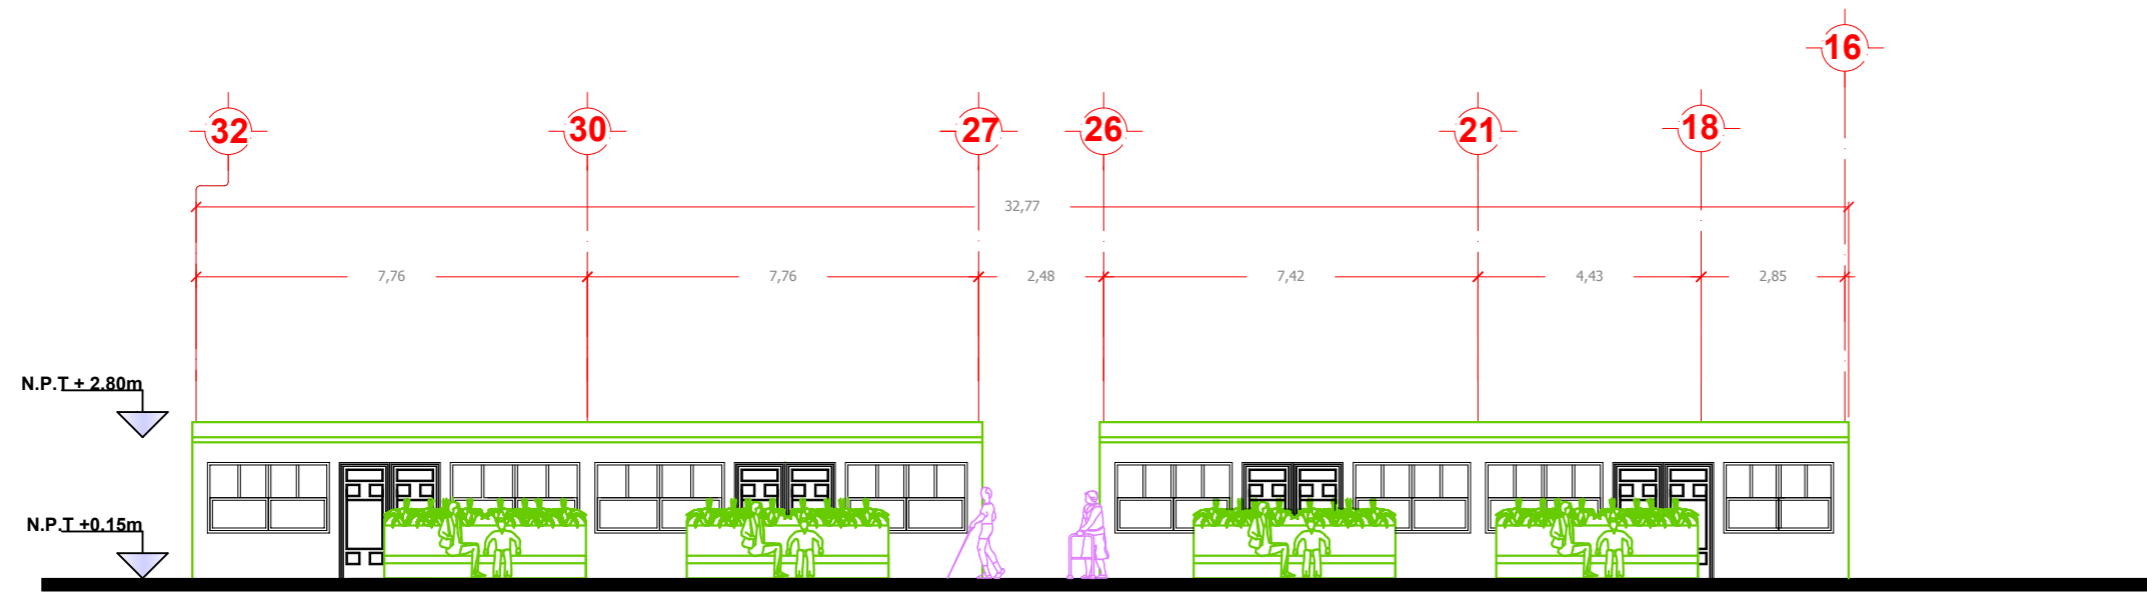 16
32 30 27 26 21 18
32,77
7,76 7,76 2,48 7,42 4,43 2,85
N.P.T + 2.80m
N.P.T +0.15m